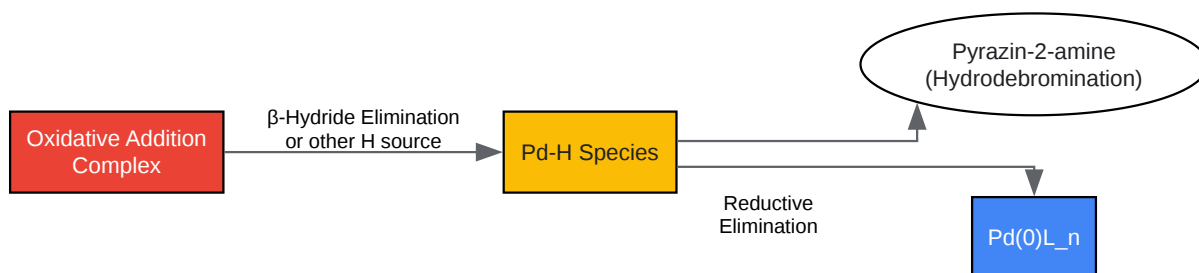 Pyrazin-2-amine
(Hydrodebromination)
β-Hydride Elimination
or other H source
Oxidative Addition
Complex
Pd-H Species
Reductive
Elimination
Pd(0)L_n